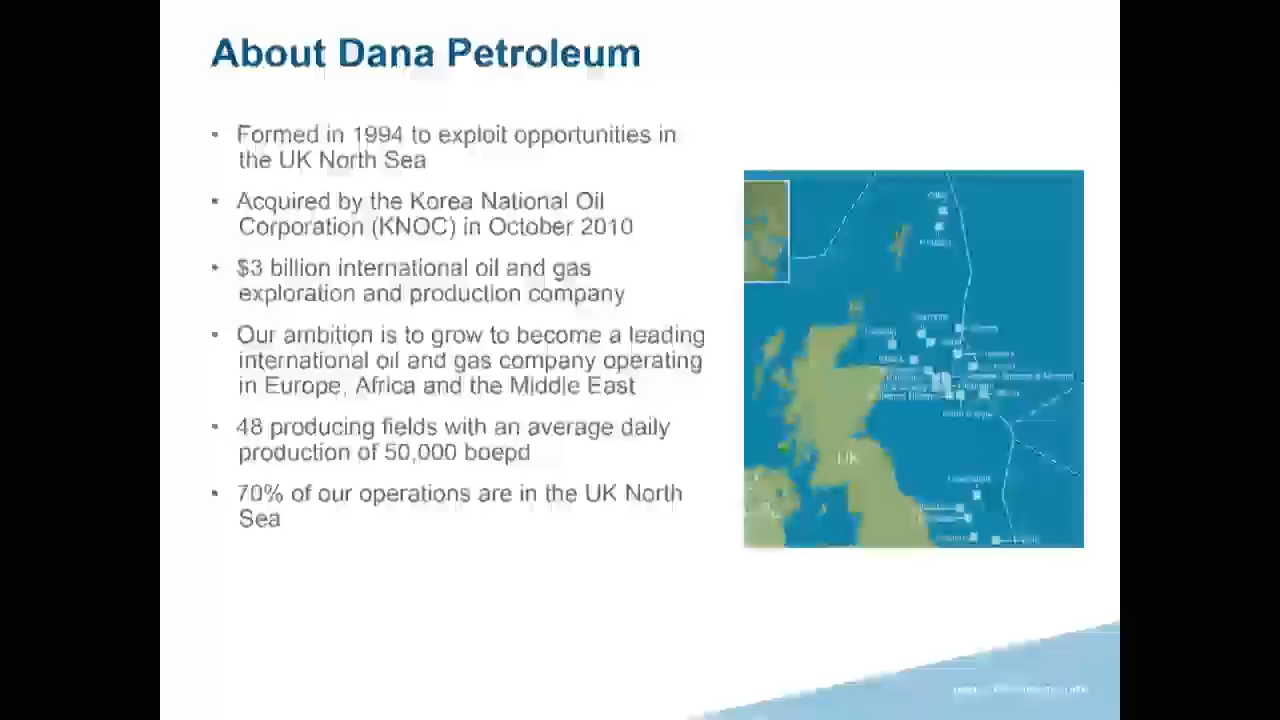 About Dana Petroleum
• Formed in 1994 to exploit opportunities in
the UK North Sea
• Acquired by the Korea National Oil
Corporation (KNOC) in October 2010
• $3 billion international oil and gas
exploration and production company
• Our ambition is to grow to become a leading
international oil and gas company operating
in Europe, Africa and the Middle East
• 48 producing fields with an average daily
production of 50,000 boepd
• 70% of our operations are in the UK North
Sea
UK